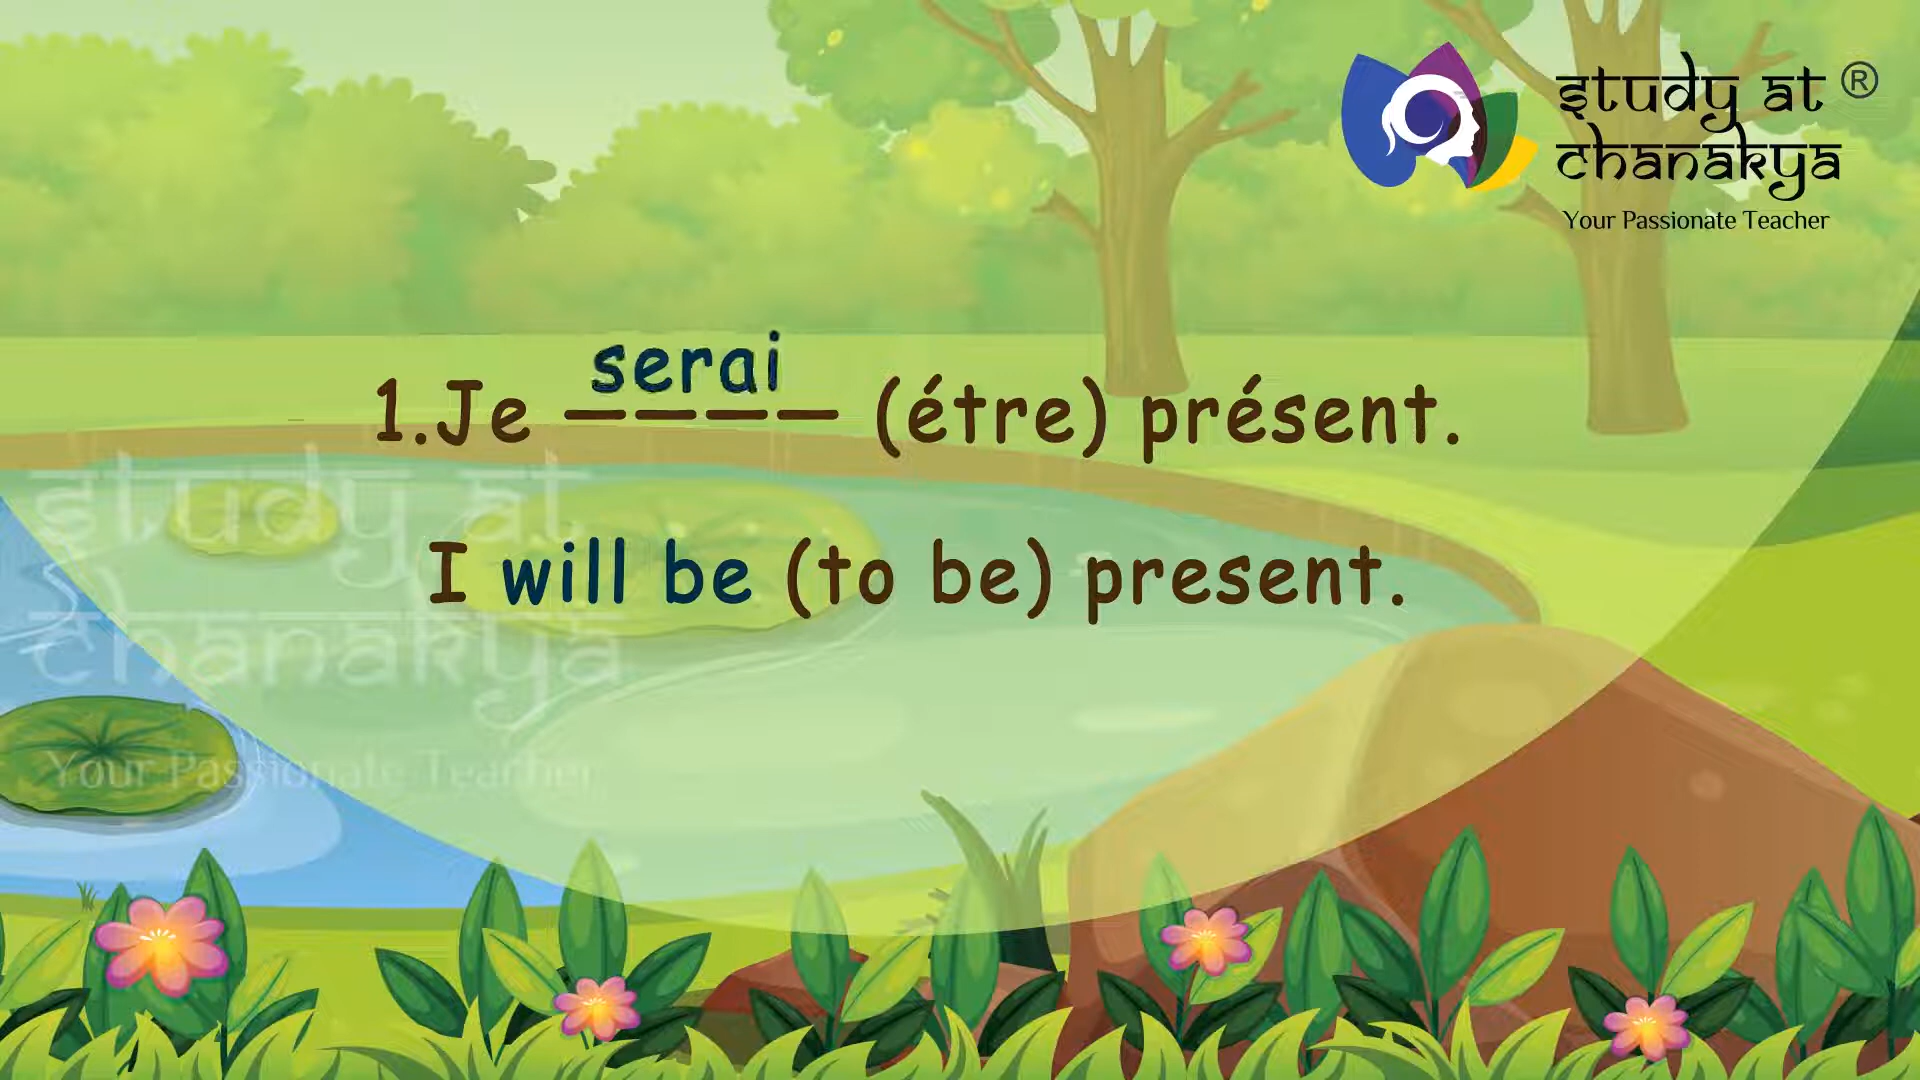 study at ®
chanakya
Your Passionate Teacher
serai
1.Je ____ (étre) présent.
I will be (to be) present.
study at
chanakya
Your Passionate Teacher